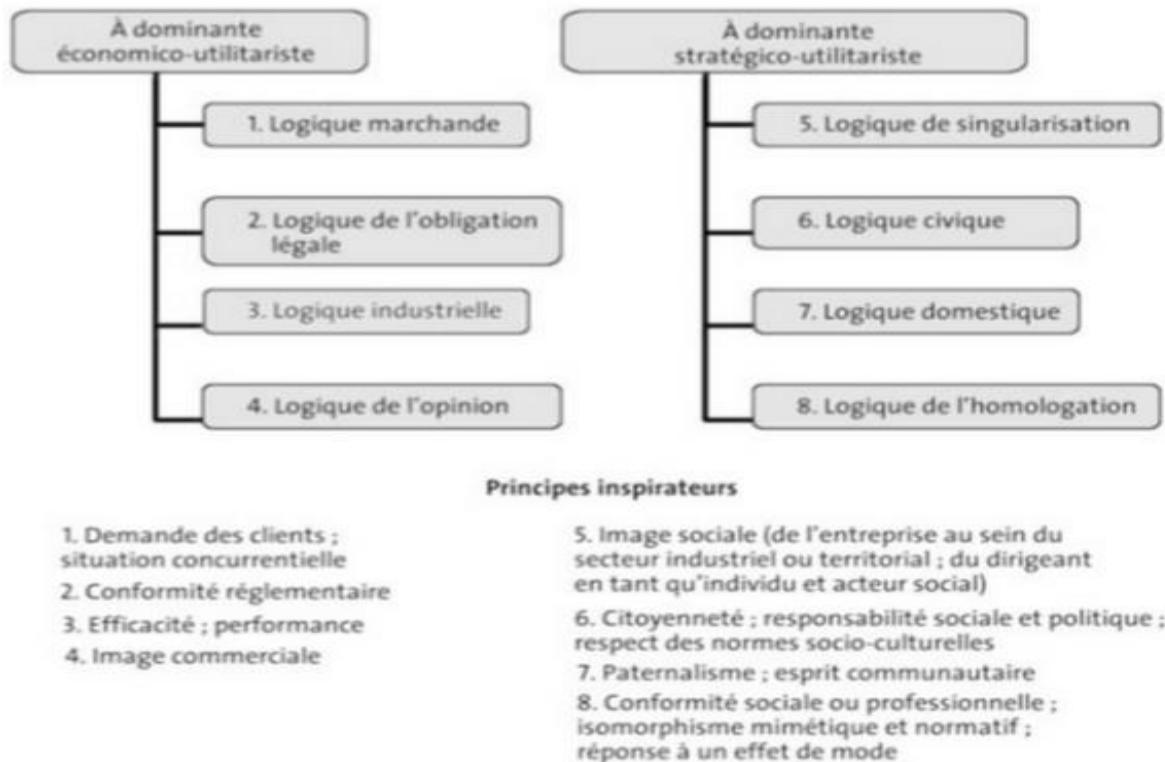 À dominante
économico-utilitariste
1. Logique marchande
2. Logique de l'obligation
légale
3. Logique industrielle
4. Logique de l'opinion
À dominante
stratégico-utilitariste
5. Logique de singularisation
6. Logique civique
7. Logique domestique
8. Logique de l'homologation
Principes inspirateurs
1. Demande des clients ;
situation concurrentielle
2. Conformité réglementaire
3. Efficacité ; performance
4. Image commerciale
5. Image sociale (de l'entreprise au sein du
secteur industriel ou territorial ; du dirigeant
en tant qu'individu et acteur social)
6. Citoyenneté ; responsabilité sociale et politique ;
respect des normes socio-culturelles
7. Paternalisme ; esprit communautaire
8. Conformité sociale ou professionnelle ;
isomorphisme mimétique et normatif ;
réponse à un effet de mode